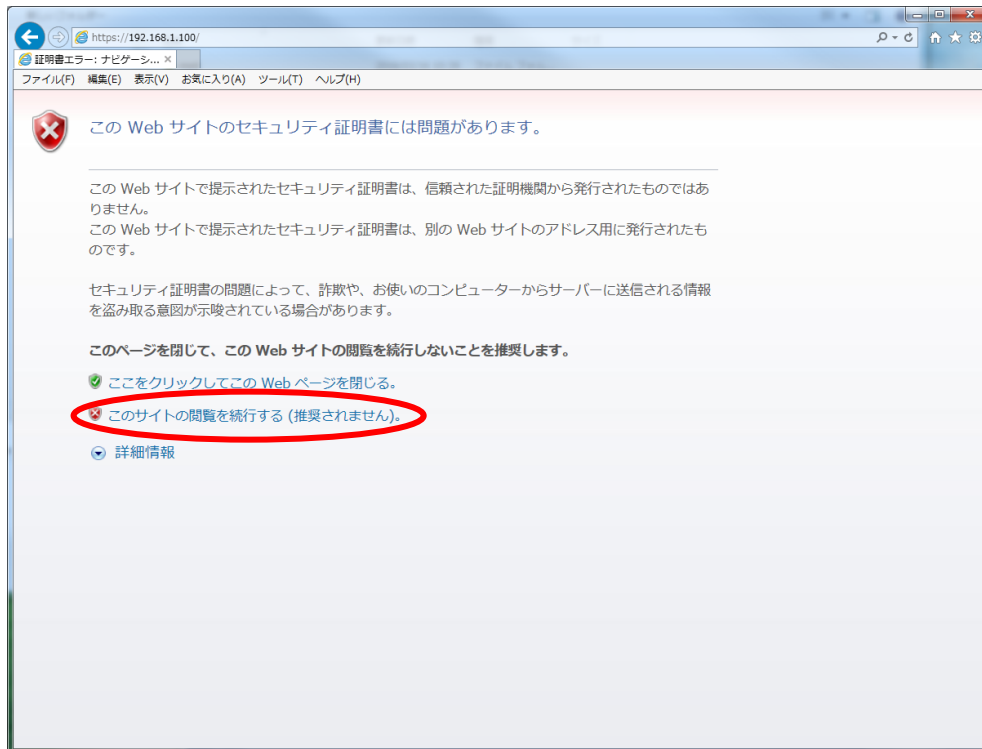 https://192.168.1.100/
証明書エラー: ナビゲーシ... ×
ファイル(F) 編集(E) 表示(V) お気に入り(A) ツール(T) ヘルプ(H)
この Web サイトのセキュリティ証明書には問題があります。
この Web サイトで提示されたセキュリティ証明書は、信頼された証明機関から発行されたものではあ
りません。
この Web サイトで提示されたセキュリティ証明書は、別の Web サイトのアドレス用に発行されたも
のです。
セキュリティ証明書の問題によって、詐欺や、お使いのコンピューターからサーバーに送信される情報
を盗み取る意図が示唆されている場合があります。
このページを閉じて、この Web サイトの閲覧を続行しないことを推奨します。
ここをクリックしてこの Web ページを閉じる。
このサイトの閲覧を続行する (推奨されません)。
詳細情報